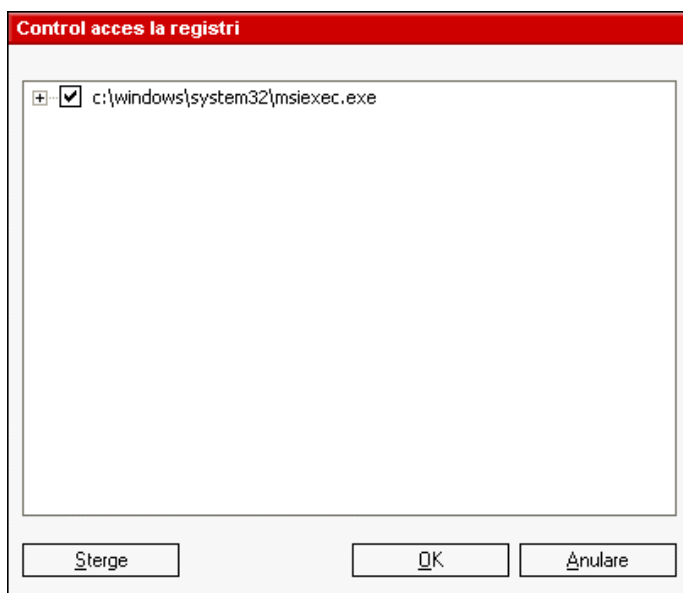 Control acces la registri
c:\windows\system32\msiexec.exe
Sterge
OK
Anulare